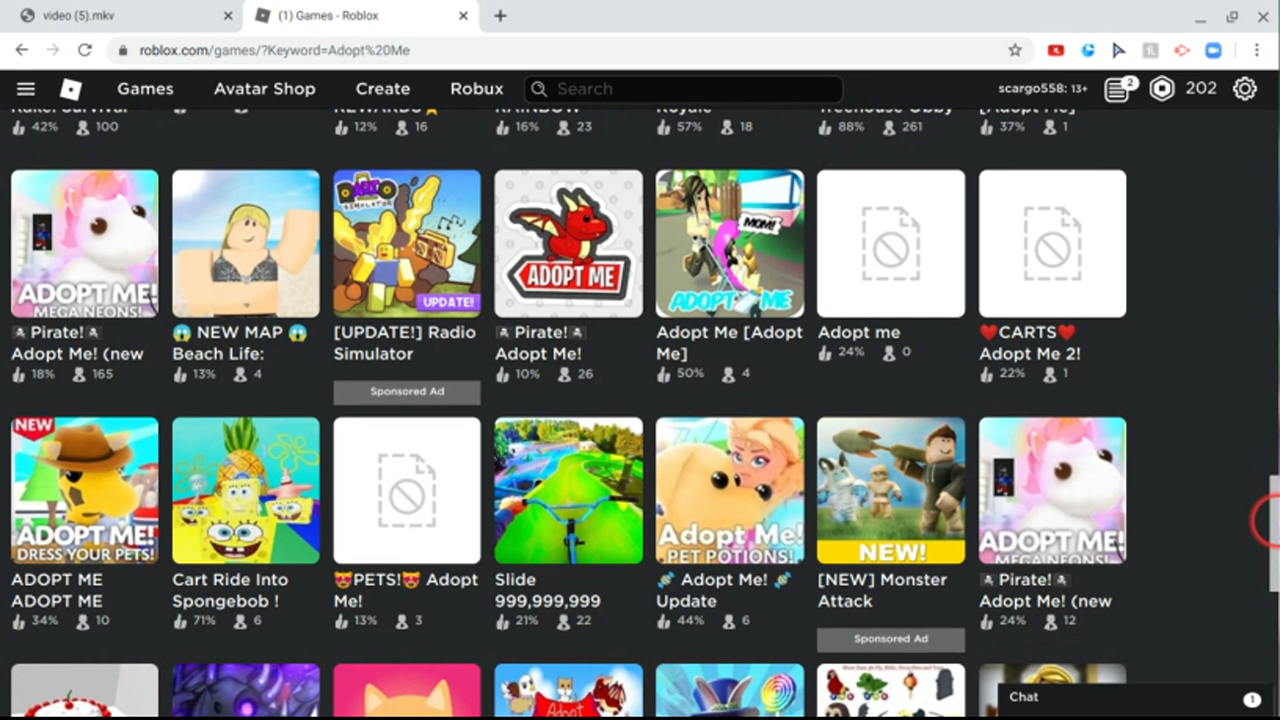 video (5).mkv
(1) Games - Roblox
roblox.com/games/?Keyword=Adopt%20Me
Games
Avatar Shop
Create
Robux
Search
scargo558: 13+
2
202
42% 100
12% 16
16% 23
57% 18
88% 261
37% 1
ADOPT ME!
MEGA NEONS!
RADIO
SIMULATOR
UPDATE!
ADOPT ME
MOM!
ADOPT ME
Pirate!
Adopt Me! (new
18% 165
😱 NEW MAP 😱
Beach Life:
13% 4
[UPDATE!] Radio
Simulator
Sponsored Ad
Pirate!
Adopt Me!
10% 26
Adopt Me [Adopt
Me]
50% 4
Adopt me
24% 0
❤️CARTS❤️
Adopt Me 2!
22% 1
NEW
ADOPT ME!
DRESS YOUR PETS!
Adopt Me!
PET POTIONS!
NEW!
ADOPT ME!
MEGA NEONS!
ADOPT ME
ADOPT ME
34% 10
Cart Ride Into
Spongebob !
71% 6
😻PETS!😻 Adopt
Me!
13% 3
Slide
999,999,999
21% 22
🍬 Adopt Me! 🍬
Update
44% 6
[NEW] Monster
Attack
Sponsored Ad
Pirate!
Adopt Me! (new
24% 12
Adopt
Chat
1